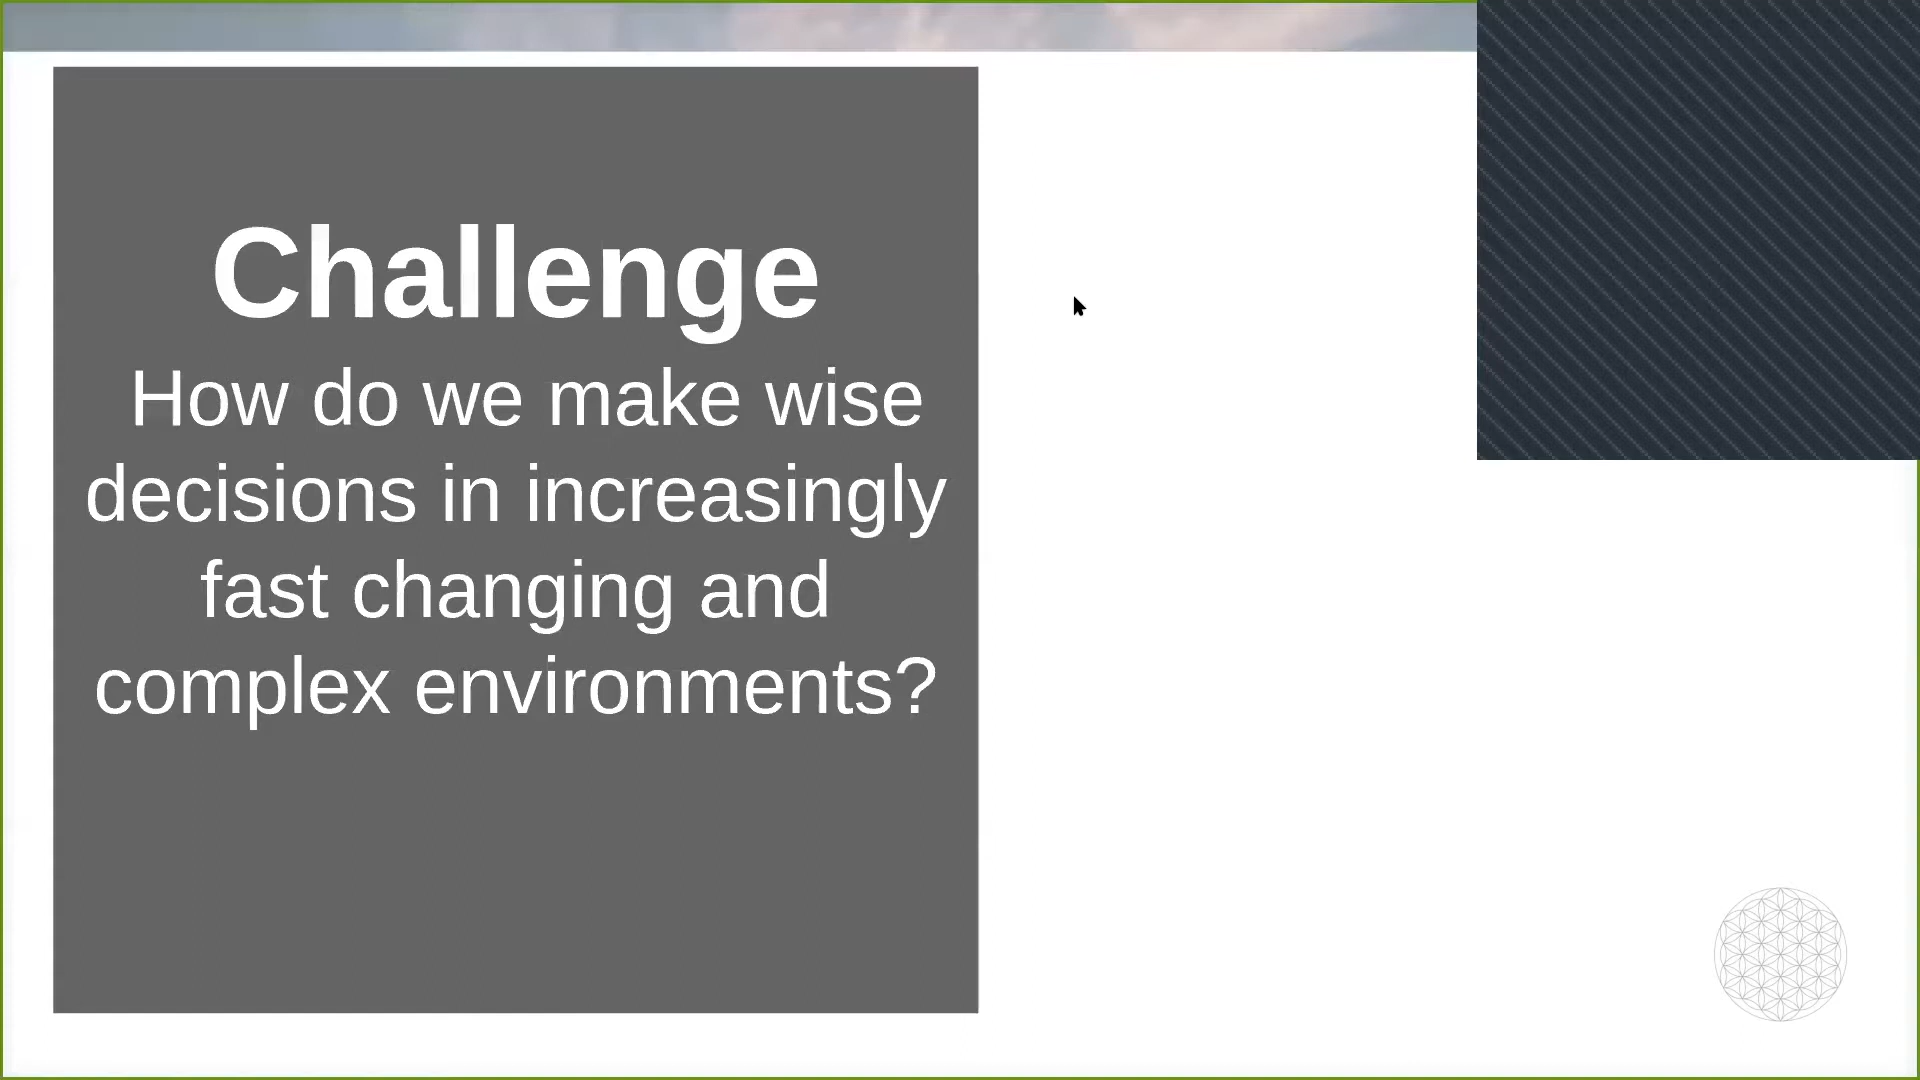 Challenge
How do we make wise
decisions in increasingly
fast changing and
complex environments?